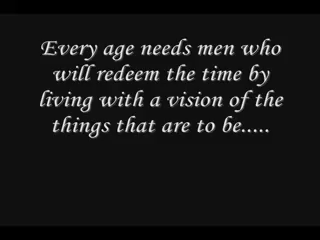 Every age needs men who
will redeem the time by
living with a vision of the
things that are to be.....